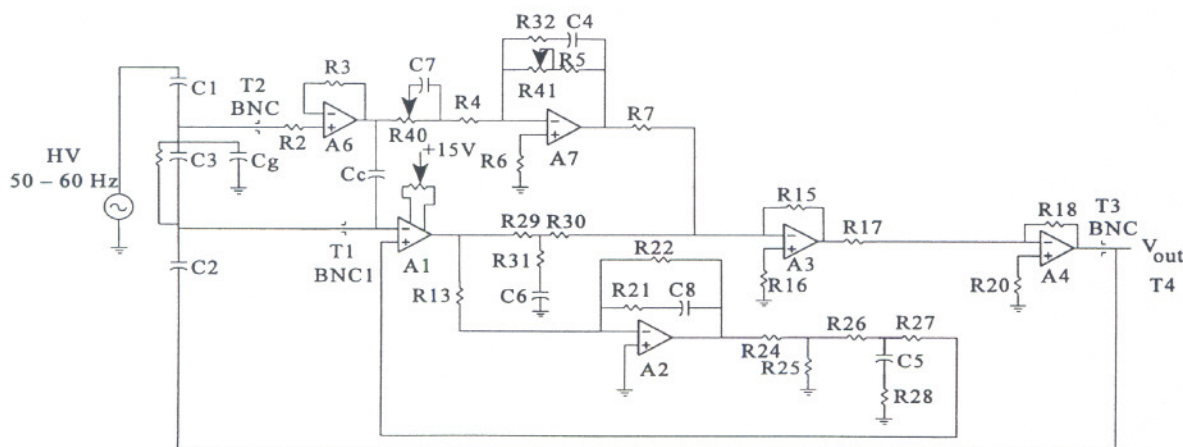 R32 C4
R3
C7
R5
C1
T2
BNC
R4
R41
R7
R2
A6
R40
HV
50 – 60 Hz
C3
Cg
+15V
R6
A7
Cc
R15
R18
T3
BNC
R29 R30
R17
T1
BNC1
A1
R22
A3
Vout
C2
R31
R16
R20
A4
T4
R13
C6
R21
C8
R26
R27
A2
R24
R25
C5
R28